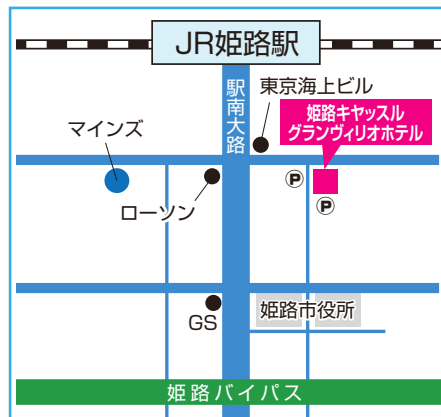 JR姫路駅
駅南大路
東京海上ビル
姫路キヤッスル
グランヴィリオホテル
マインズ
P
P
ローソン
GS
姫路市役所
姫路バイパス